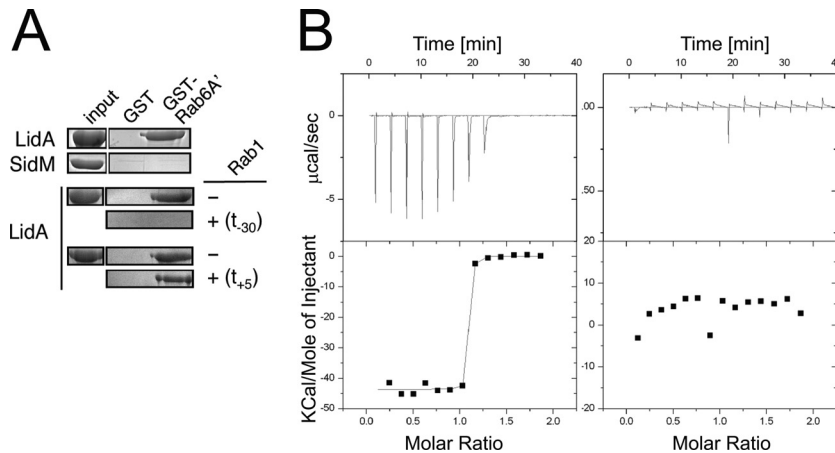 A
input
GST
GST-
Rab6A'
Rab1
LidA
SidM
LidA
–
+ (t-30)
–
+ (t+5)
B
Time [min]
0 10 20 30 40
µcal/sec
0
-5
KCal/Mole of Injectant
0
-10
-20
-30
-40
-50
0.0 0.5 1.0 1.5 2.0
Molar Ratio
Time [min]
0 10 20 30 40
.00
.50
20
10
0
-10
-20
0.0 0.5 1.0 1.5 2.0
Molar Ratio